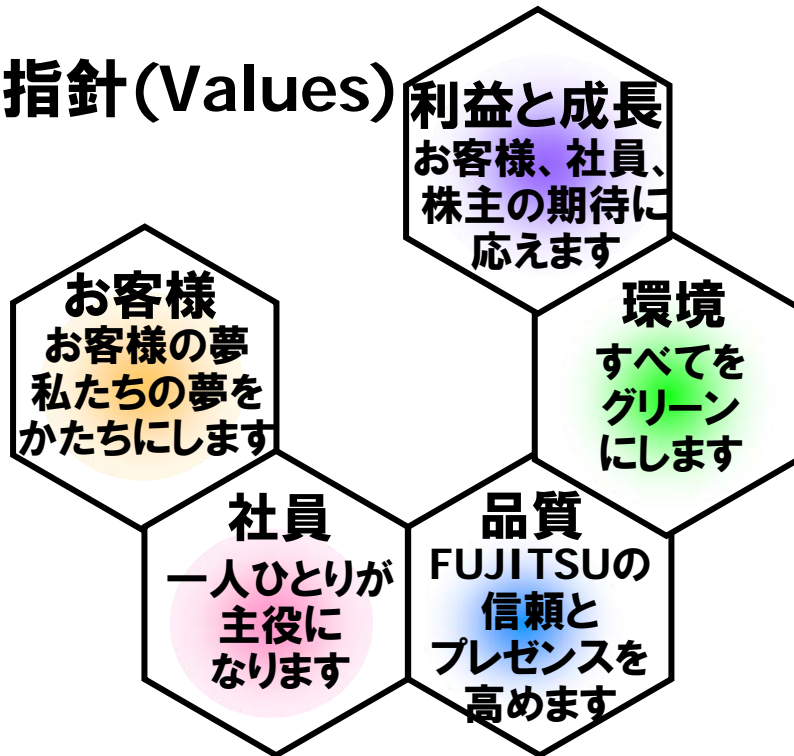 指針(Values)
利益と成長
お客様、社員、
株主の期待に
応えます
お客様
お客様の夢
私たちの夢を
かたちにします
環境
すべてを
グリーン
にします
社員
一人ひとりが
主役に
なります
品質
FUJITSUの
信頼と
プレゼンスを
高めます